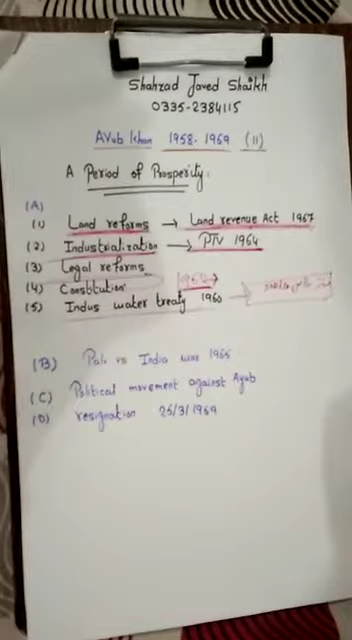 Shahzad Javed Shaikh
0335-2384115
Ayub Khan 1958-1969 (II)
A Period of Prosperity.
(A)
(1) Land reforms → Land revenue Act 1967
(2) Industrialization → PTV 1964
(3) Legal reforms
(4) Constitution 1962 →
(5) Indus water treaty 1960 →
(B) Pak vs India war 1965
(C) Political movement against Ayub
(D) resignation 25/3/1969